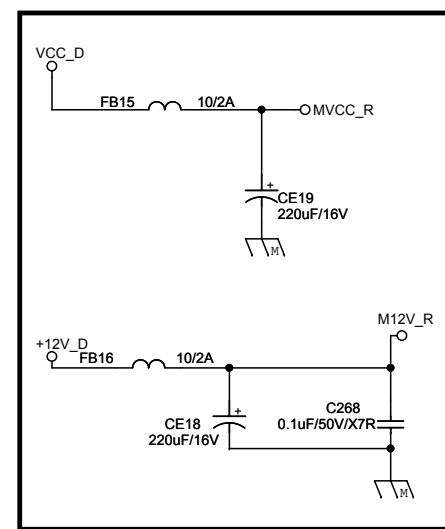 VCC_D
FB15 10/2A
MVCC_R
CE19
+
220uF/16V
M
M12V_R
+12V_D
FB16 10/2A
+
CE18
220uF/16V
C268
0.1uF/50V/X7R
M